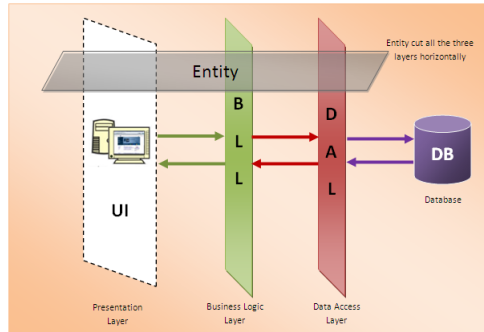 Entity cut all the three
layers horizontally
Entity
B
L
L
D
A
L
DB
Database
UI
Presentation
Layer
Business Logic
Layer
Data Access
Layer